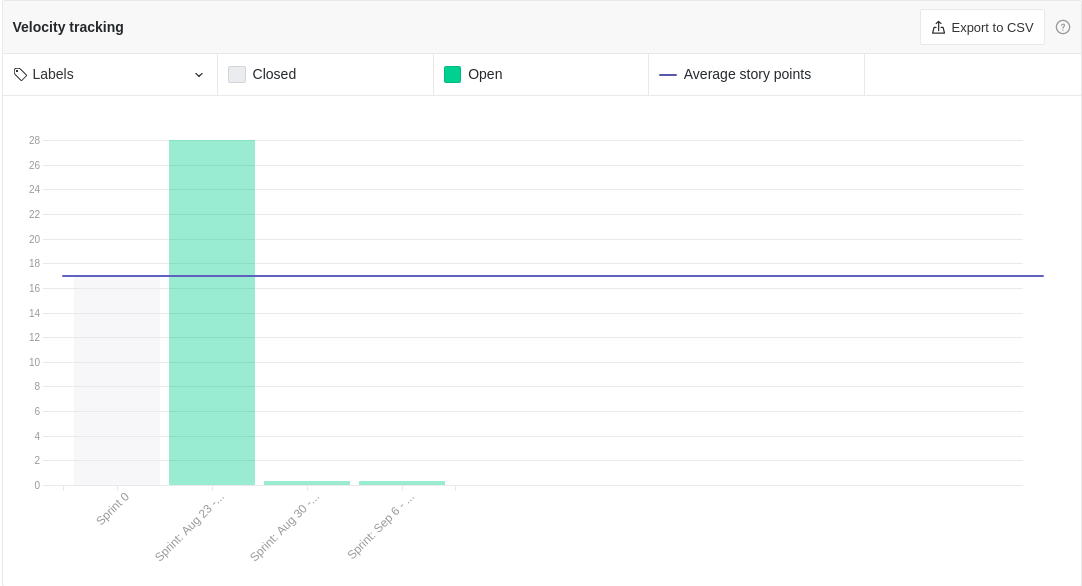 Velocity tracking
Export to CSV
?
Labels
Closed
Open
Average story points
28
26
24
22
20
18
16
14
12
10
8
6
4
2
0
Sprint 0
Sprint: Aug 23 -...
Sprint: Aug 30 -...
Sprint: Sep 6 - ...